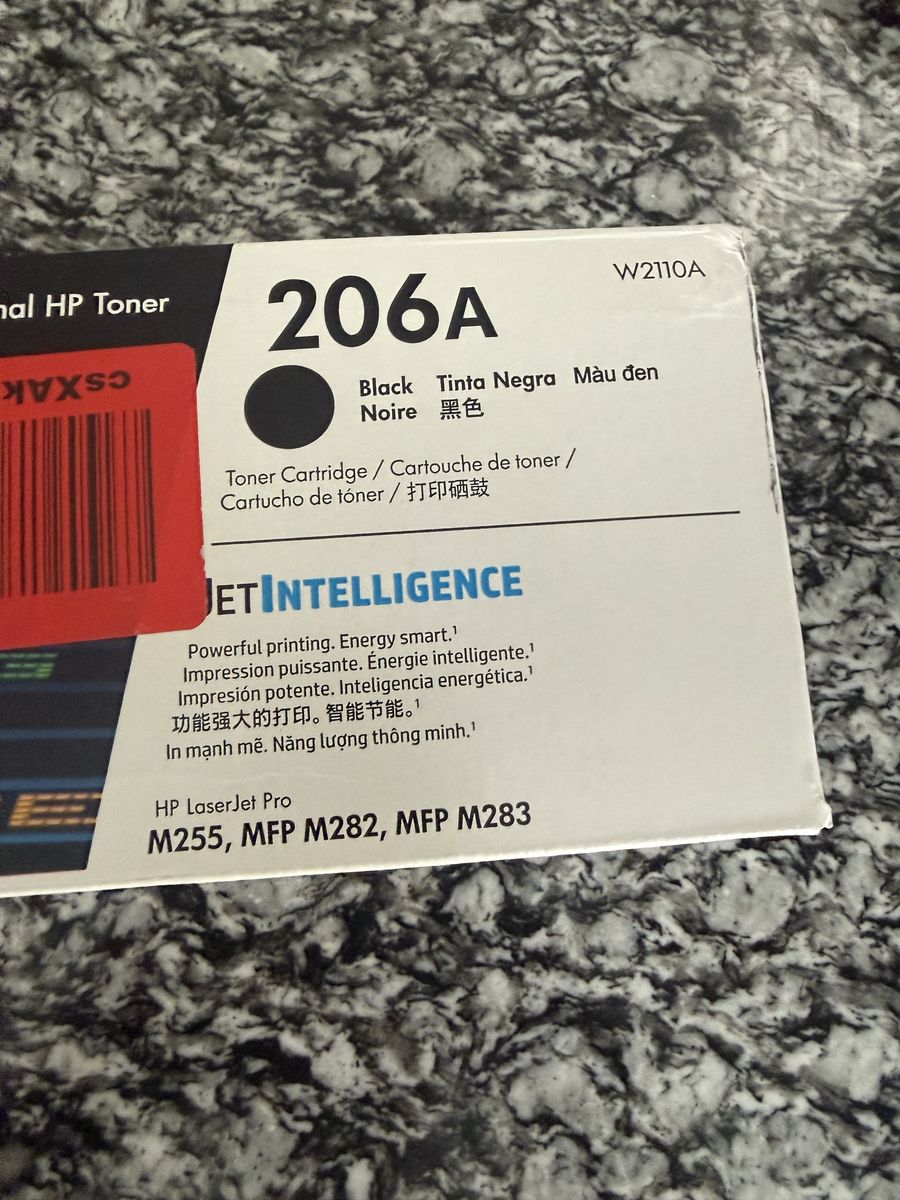 HP Toner
206A
W2110A
Black Tinta Negra Màu đen
Noire 黑色
csXAk
Toner Cartridge / Cartouche de toner /
Cartucho de tóner / 打印硒鼓
JETINTELLIGENCE
Powerful printing. Energy smart.¹
Impression puissante. Énergie intelligente.¹
Impresión potente. Inteligencia energética.¹
功能强大的打印。智能节能。¹
In mạnh mẽ. Năng lượng thông minh.¹
HP LaserJet Pro
M255, MFP M282, MFP M283